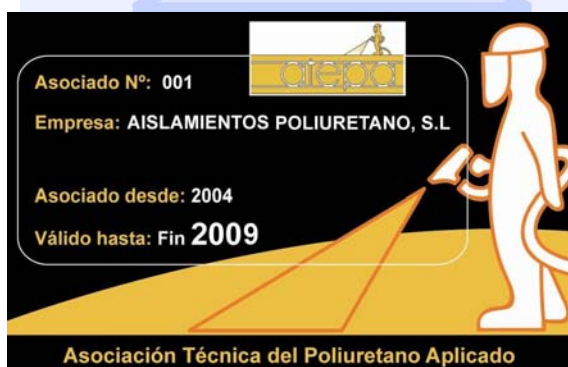 aiepa
Asociado Nº: 001
Empresa: AISLAMIENTOS POLIURETANO, S.L
Asociado desde: 2004
Válido hasta: Fin 2009
Asociación Técnica del Poliuretano Aplicado